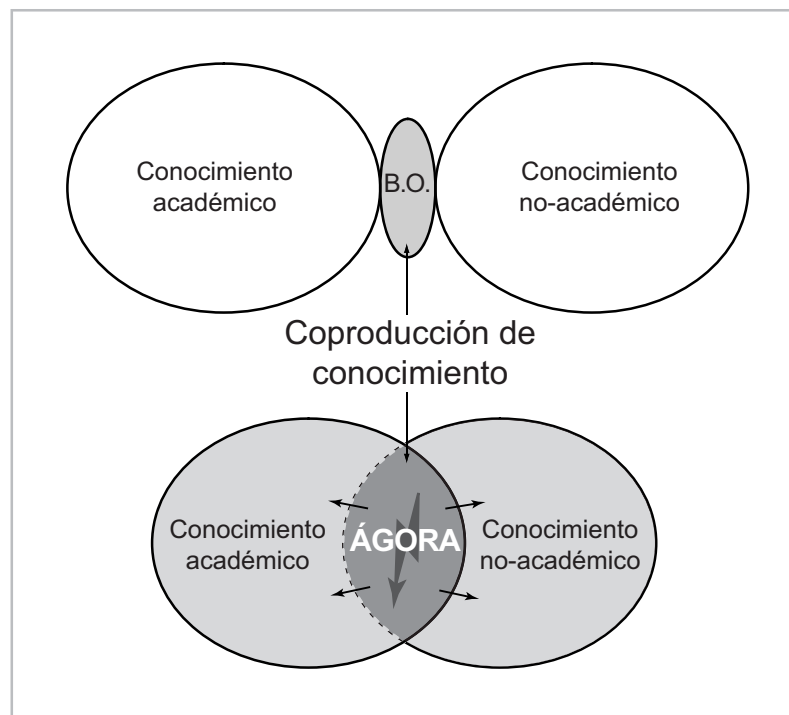 Conocimiento
académico
B.O.
Conocimiento
no-académico
Coproducción de
conocimiento
Conocimiento
académico
ÁGORA
Conocimiento
no-académico